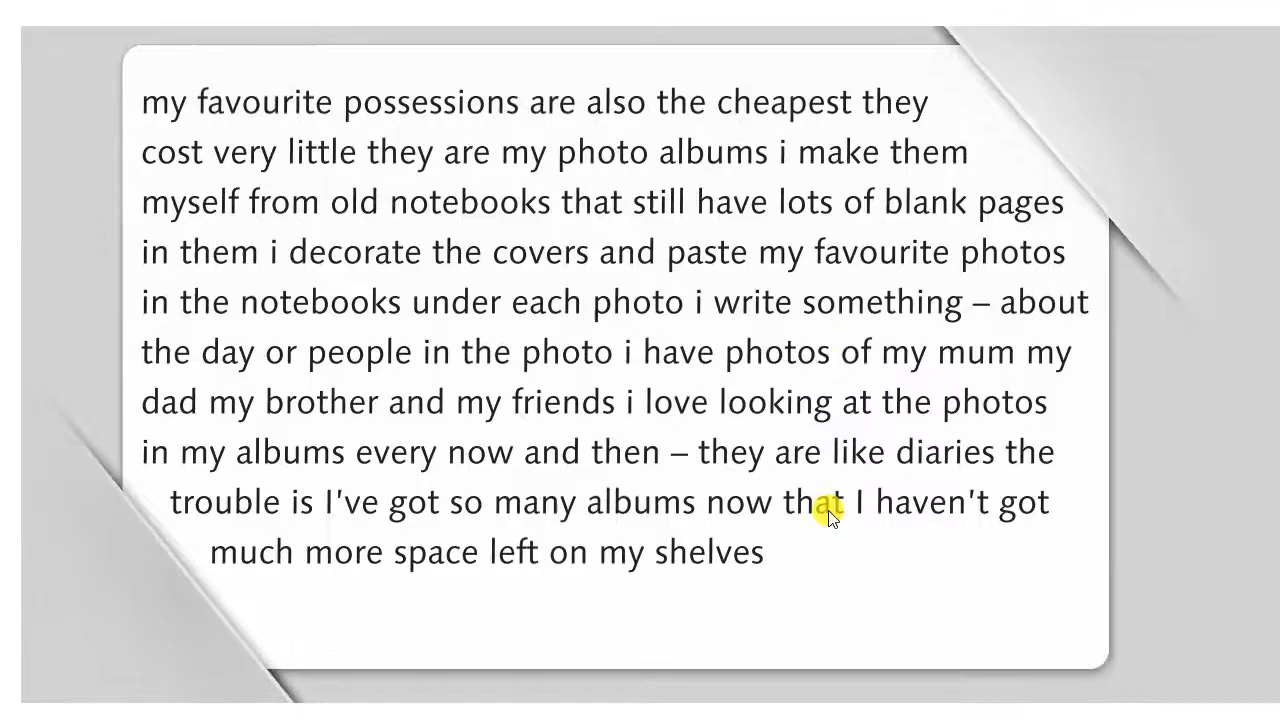 my favourite possessions are also the cheapest they
cost very little they are my photo albums i make them
myself from old notebooks that still have lots of blank pages
in them i decorate the covers and paste my favourite photos
in the notebooks under each photo i write something – about
the day or people in the photo i have photos of my mum my
dad my brother and my friends i love looking at the photos
in my albums every now and then – they are like diaries the
trouble is I've got so many albums now that I haven't got
much more space left on my shelves